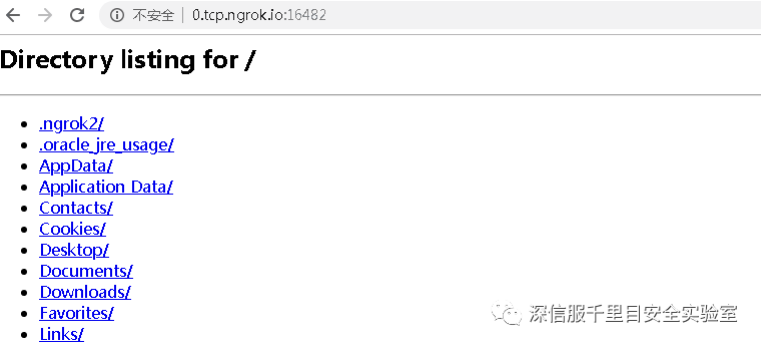 不安全 | 0.tcp.ngrok.io:16482
Directory listing for /
.ngrok2/
.oracle_jre_usage/
AppData/
Application Data/
Contacts/
Cookies/
Desktop/
Documents/
Downloads/
Favorites/
Links/
深信服千里目安全实验室